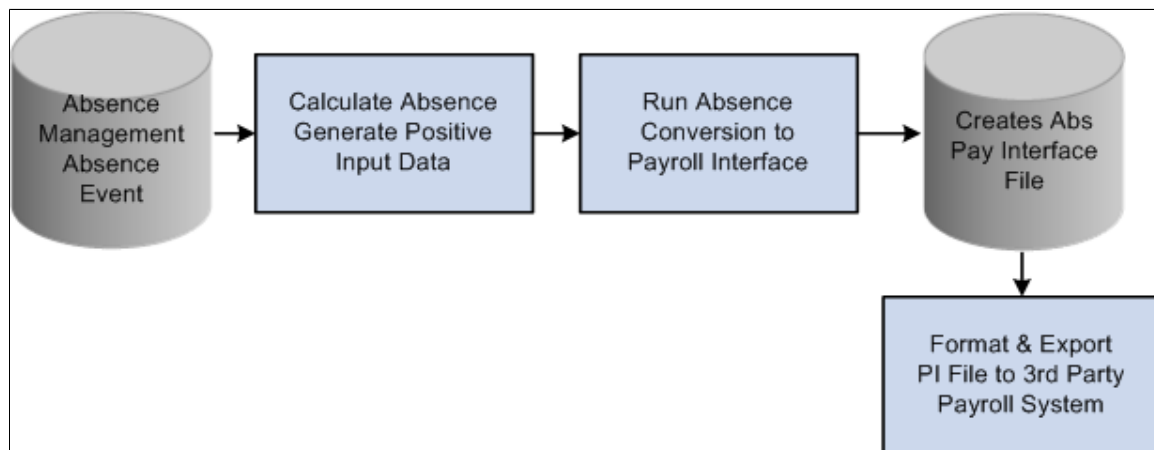 Absence
Management
Absence
Event
Calculate Absence
Generate Positive
Input Data
Run Absence
Conversion to
Payroll Interface
Creates Abs
Pay Interface
File
Format & Export
PI File to 3rd Party
Payroll System